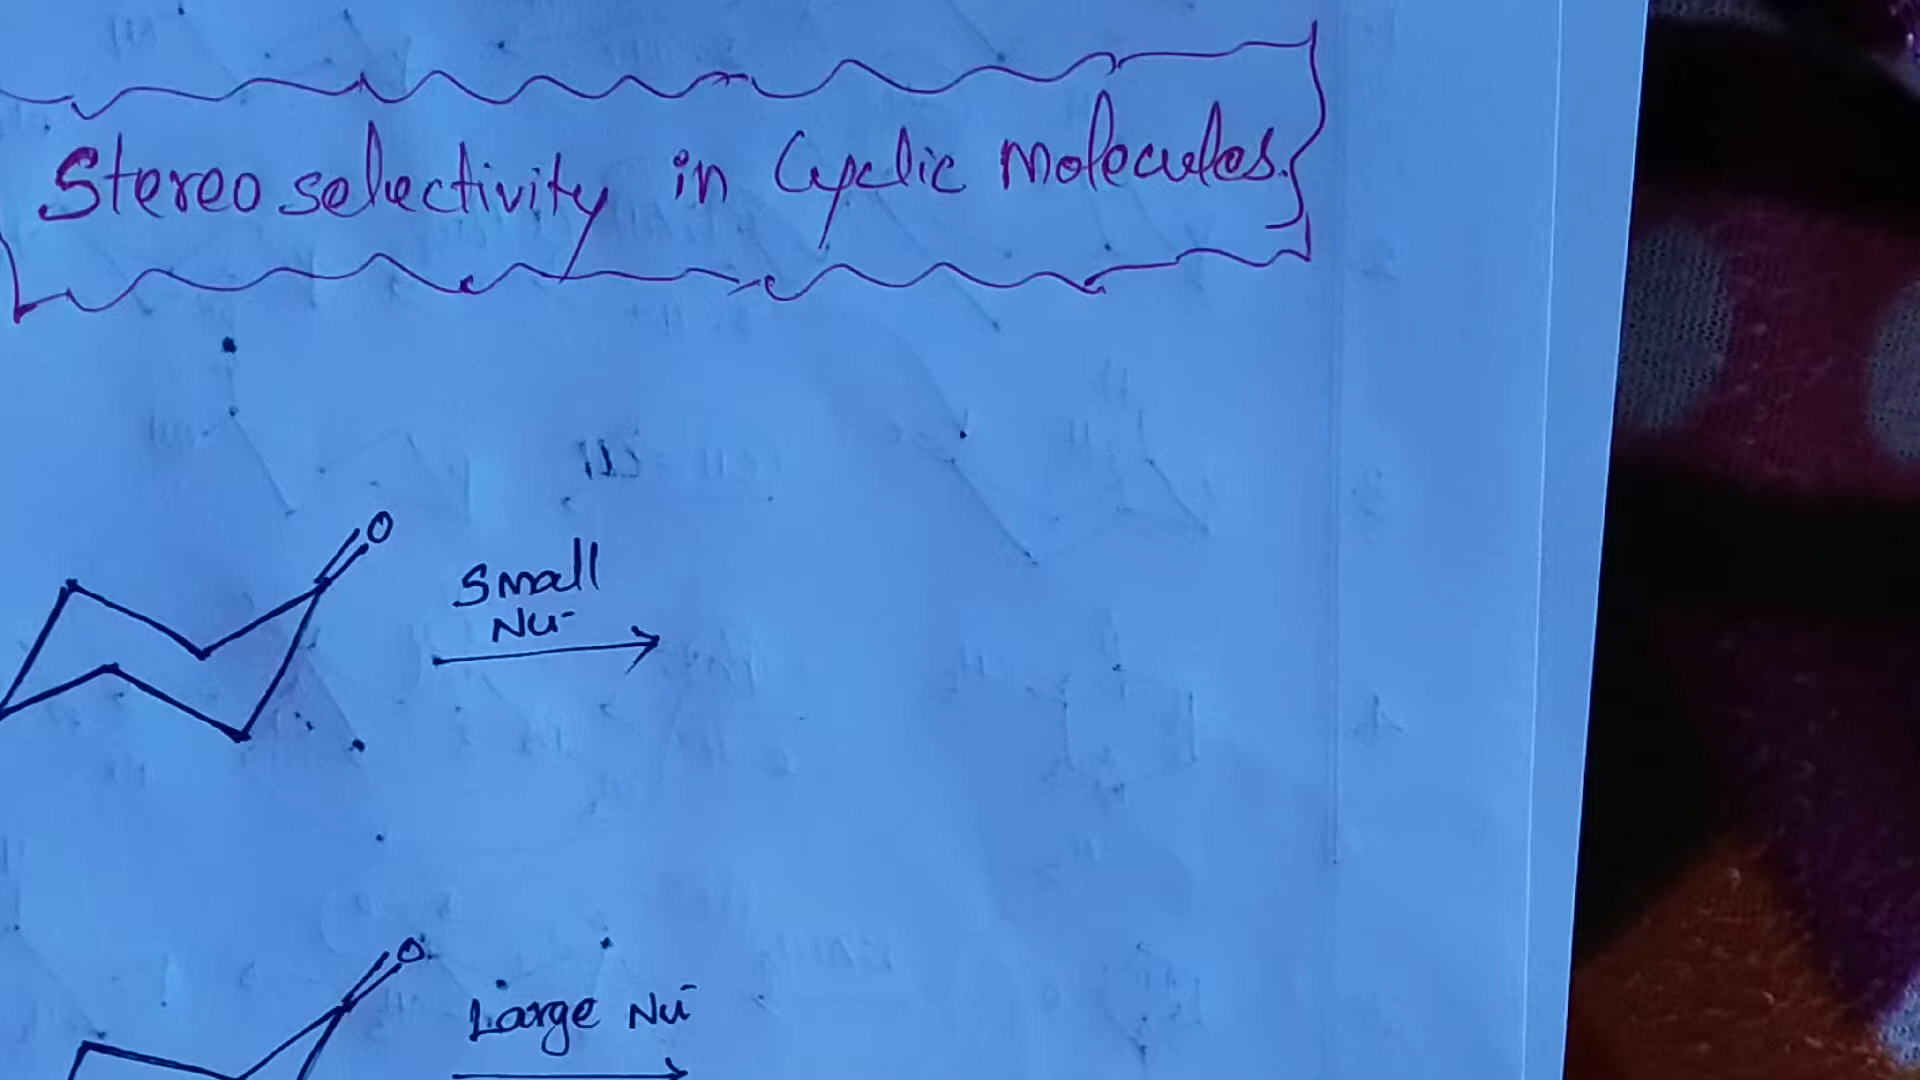 Stereo selectivity in Cyclic Molecules.
O
Small
Nu-
O
Large Nu-